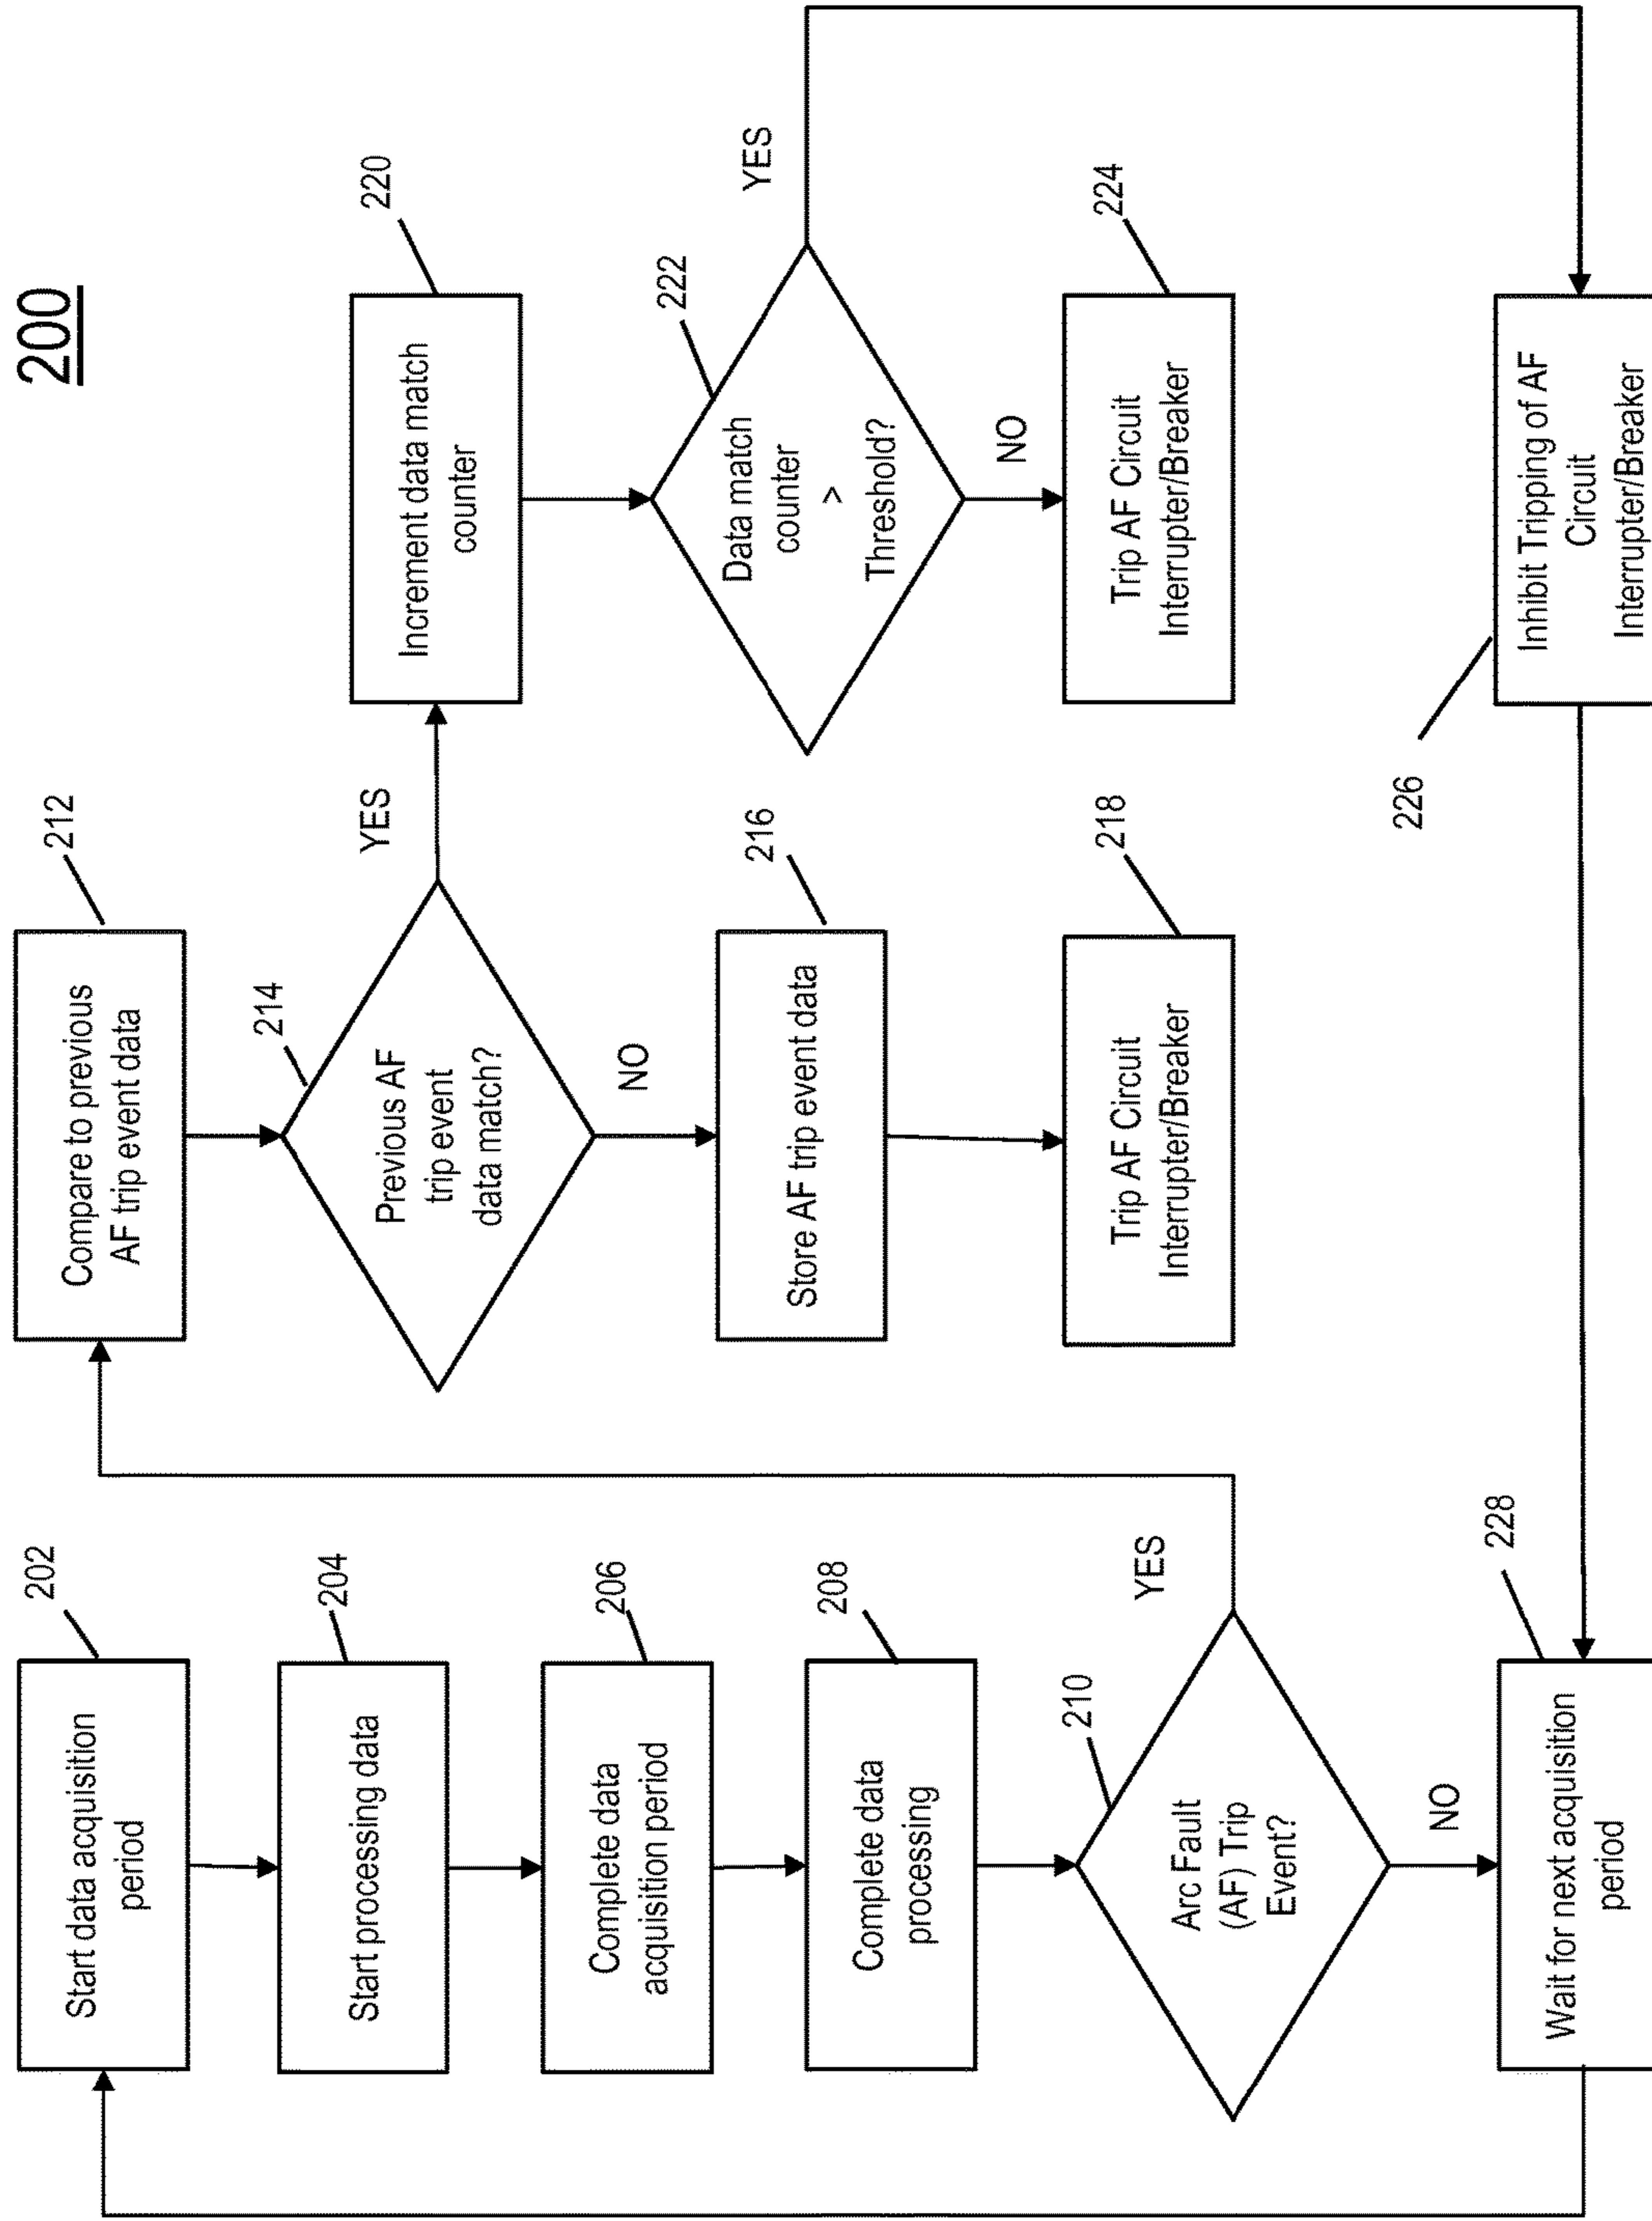 200
202
Start data acquisition
period
204
Start processing data
206
Complete data
acquisition period
208
Complete data
processing
210
Arc Fault
(AF) Trip
Event?
YES
NO
228
Wait for next acquisition
period
212
Compare to previous
AF trip event data
214
Previous AF
trip event
data match?
YES
NO
216
Store AF trip event data
218
Trip AF Circuit
Interrupter/Breaker
220
Increment data match
counter
222
Data match
counter
>
Threshold?
YES
NO
224
Trip AF Circuit
Interrupter/Breaker
226
Inhibit Tripping of AF
Circuit
Interrupter/Breaker